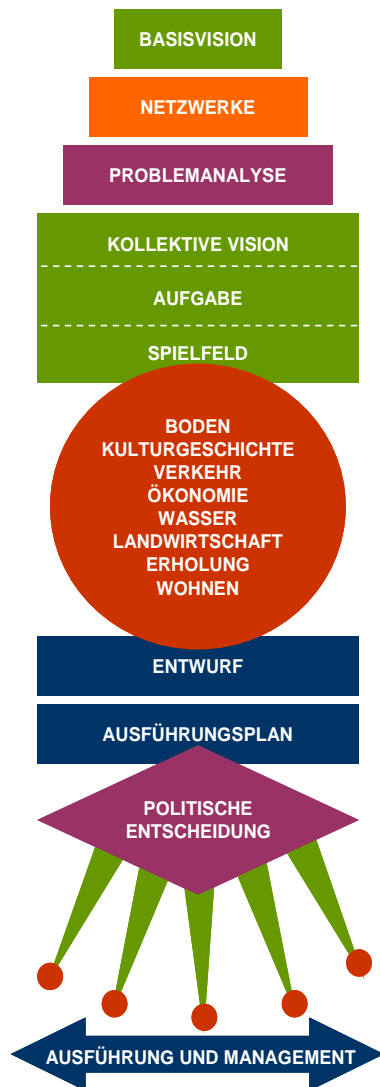 BASISVISION
NETZWERKE
PROBLEMANALYSE
KOLLEKTIVE VISION
AUFGABE
SPIELFELD
BODEN
KULTURGESCHICHTE
VERKEHR
ÖKONOMIE
WASSER
LANDWIRTSCHAFT
ERHOLUNG
WOHNEN
ENTWURF
AUSFÜHRUNGSPLAN
POLITISCHE
ENTSCHEIDUNG
AUSFÜHRUNG UND MANAGEMENT